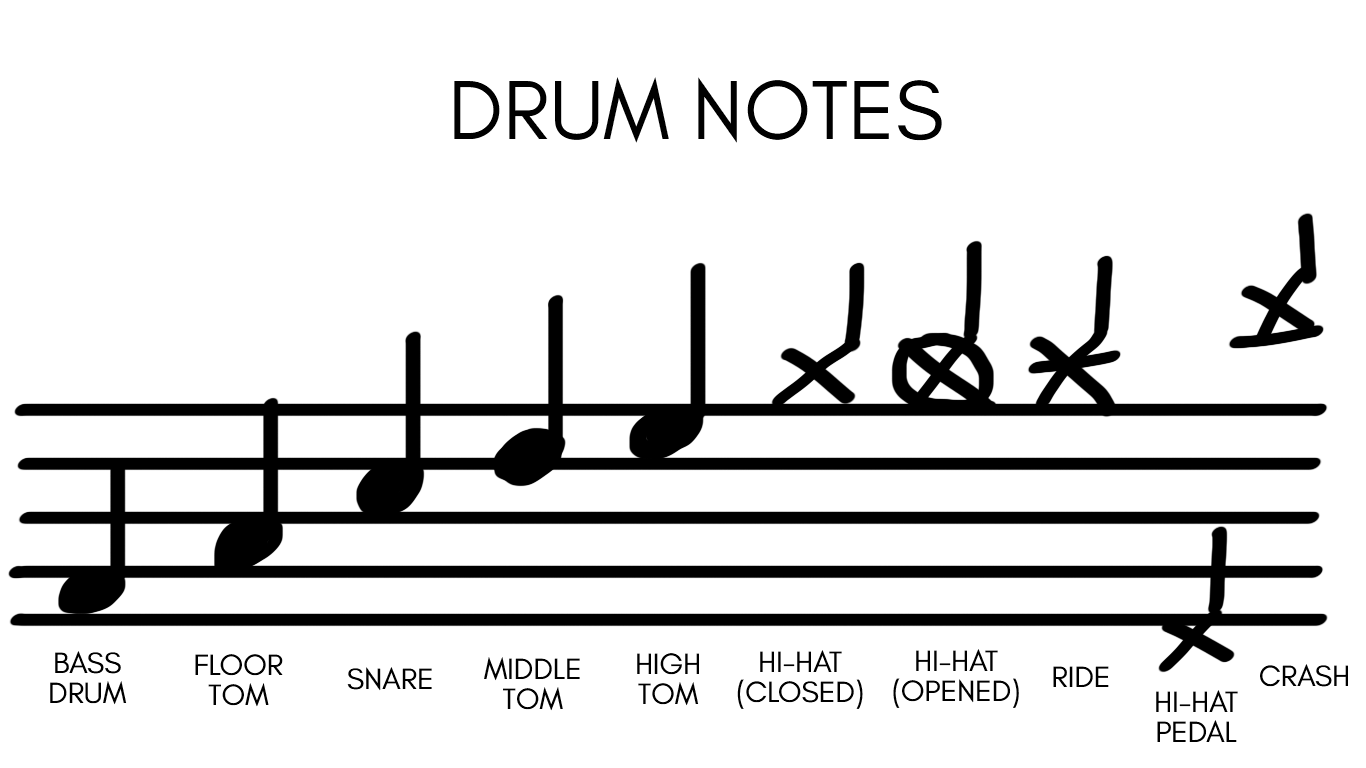 DRUM NOTES
BASS
DRUM
FLOOR
TOM
SNARE
MIDDLE
TOM
HIGH
TOM
HI-HAT
(CLOSED)
HI-HAT
(OPENED)
RIDE
HI-HAT
PEDAL
CRASH